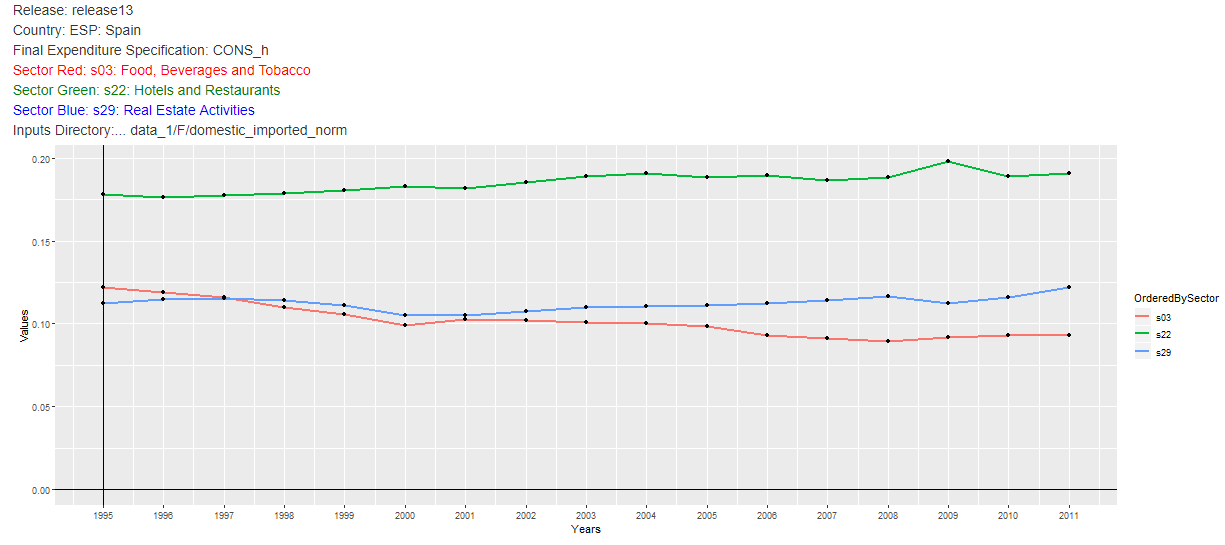 Release: release13
Country: ESP: Spain
Final Expenditure Specification: CONS_h
Sector Red: s03: Food, Beverages and Tobacco
Sector Green: s22: Hotels and Restaurants
Sector Blue: s29: Real Estate Activities
Inputs Directory:... data_1/F/domestic_imported_norm
0.20
0.15
0.10
0.05
0.00
Values
1995 1996 1997 1998 1999 2000 2001 2002 2003 2004 2005 2006 2007 2008 2009 2010 2011
Years
OrderedBySector
s03
s22
s29